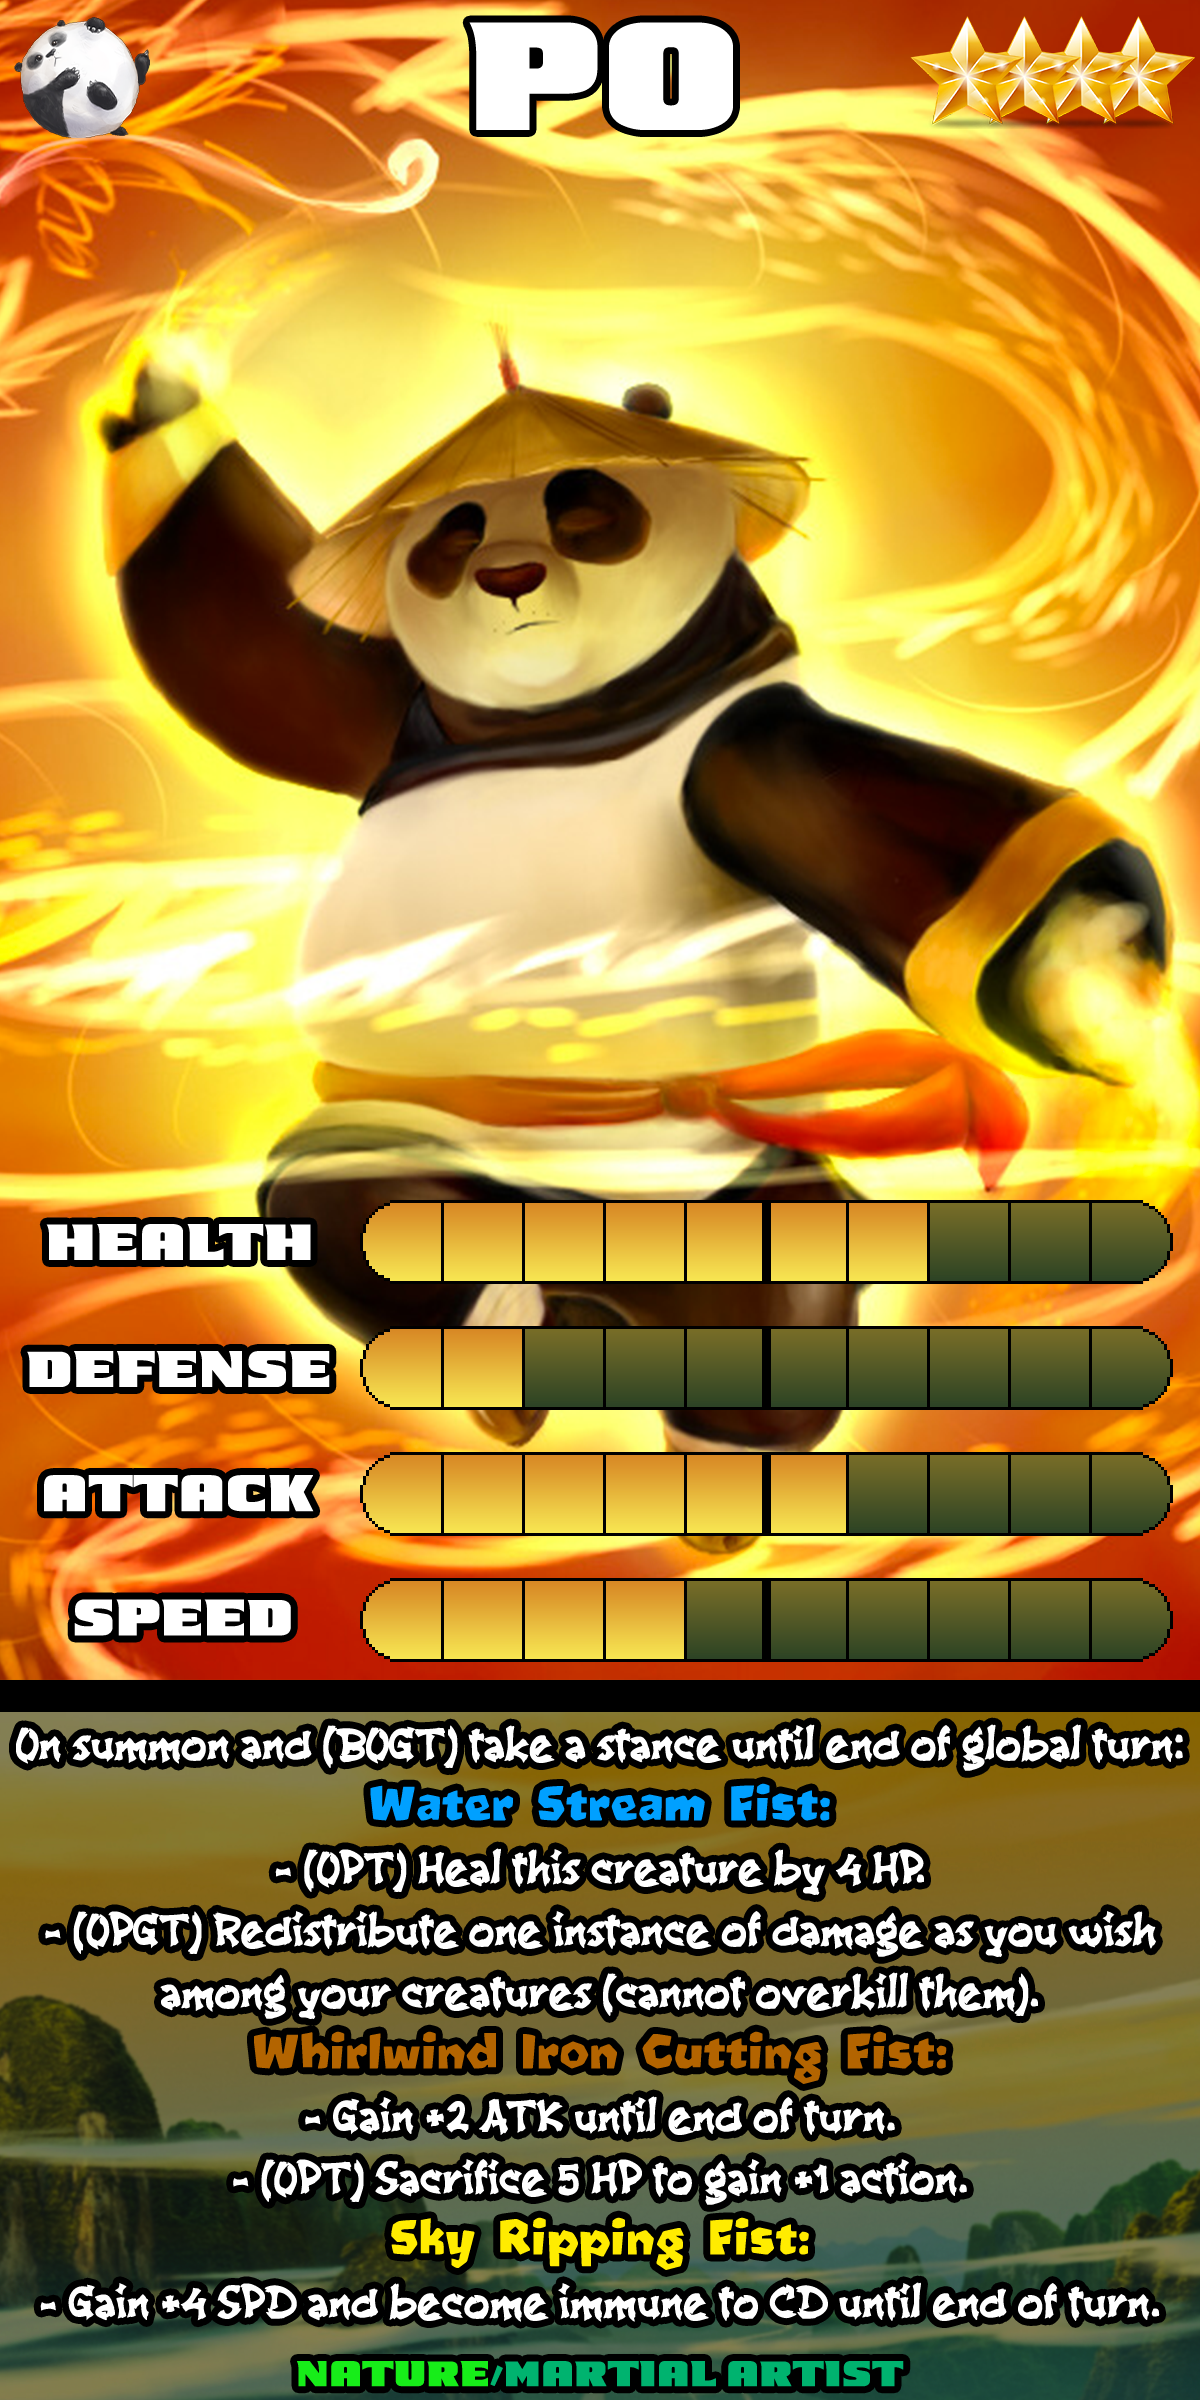 PO
HEALTH
DEFENSE
ATTACK
SPEED
On summon and (BOGT) take a stance until end of global turn:
Water Stream Fist:
- (OPT) Heal this creature by 4 HP.
- (OPGT) Redistribute one instance of damage as you wish
among your creatures (cannot overkill them).
Whirlwind Iron Cutting Fist:
- Gain +2 ATK until end of turn.
- (OPT) Sacrifice 5 HP to gain +1 action.
Sky Ripping Fist:
- Gain +4 SPD and become immune to CD until end of turn.
NATURE/MARTIAL ARTIST